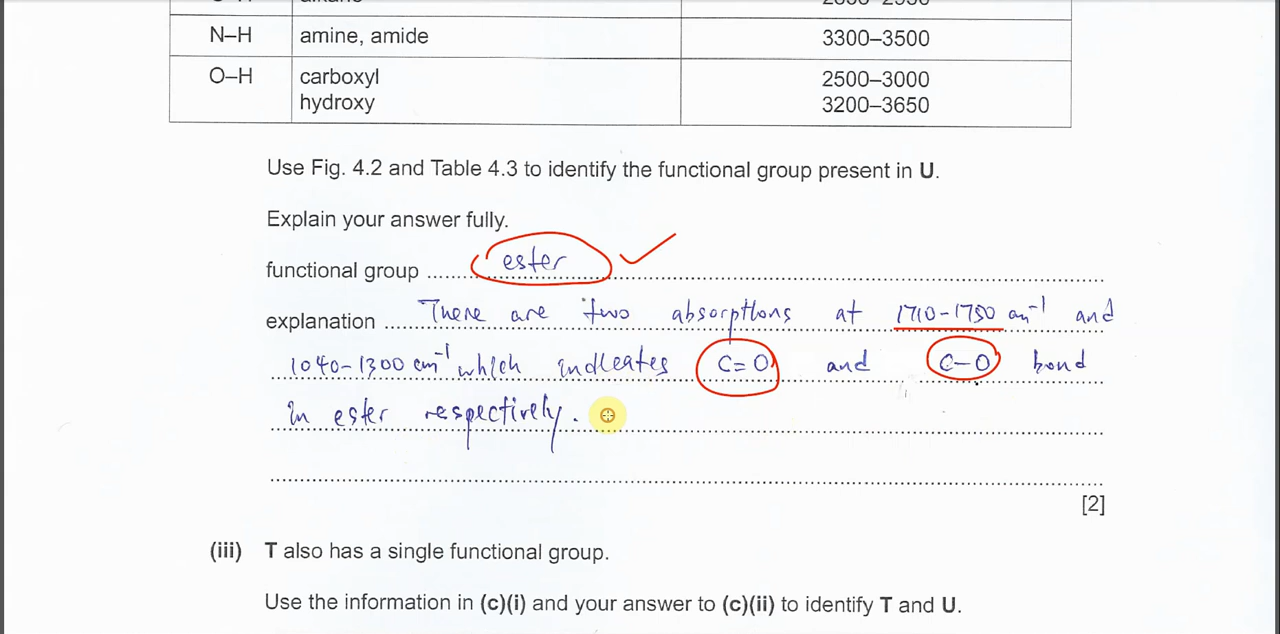 N–H amine, amide 3300–3500
O–H carboxyl 2500–3000
hydroxy 3200–3650
Use Fig. 4.2 and Table 4.3 to identify the functional group present in U.
Explain your answer fully.
functional group ester
explanation There are two absorptions at 1710-1750 cm⁻¹ and
1040-1300 cm⁻¹ which indicates C=O and C-O bond
in ester respectively.
[2]
(iii) T also has a single functional group.
Use the information in (c)(i) and your answer to (c)(ii) to identify T and U.